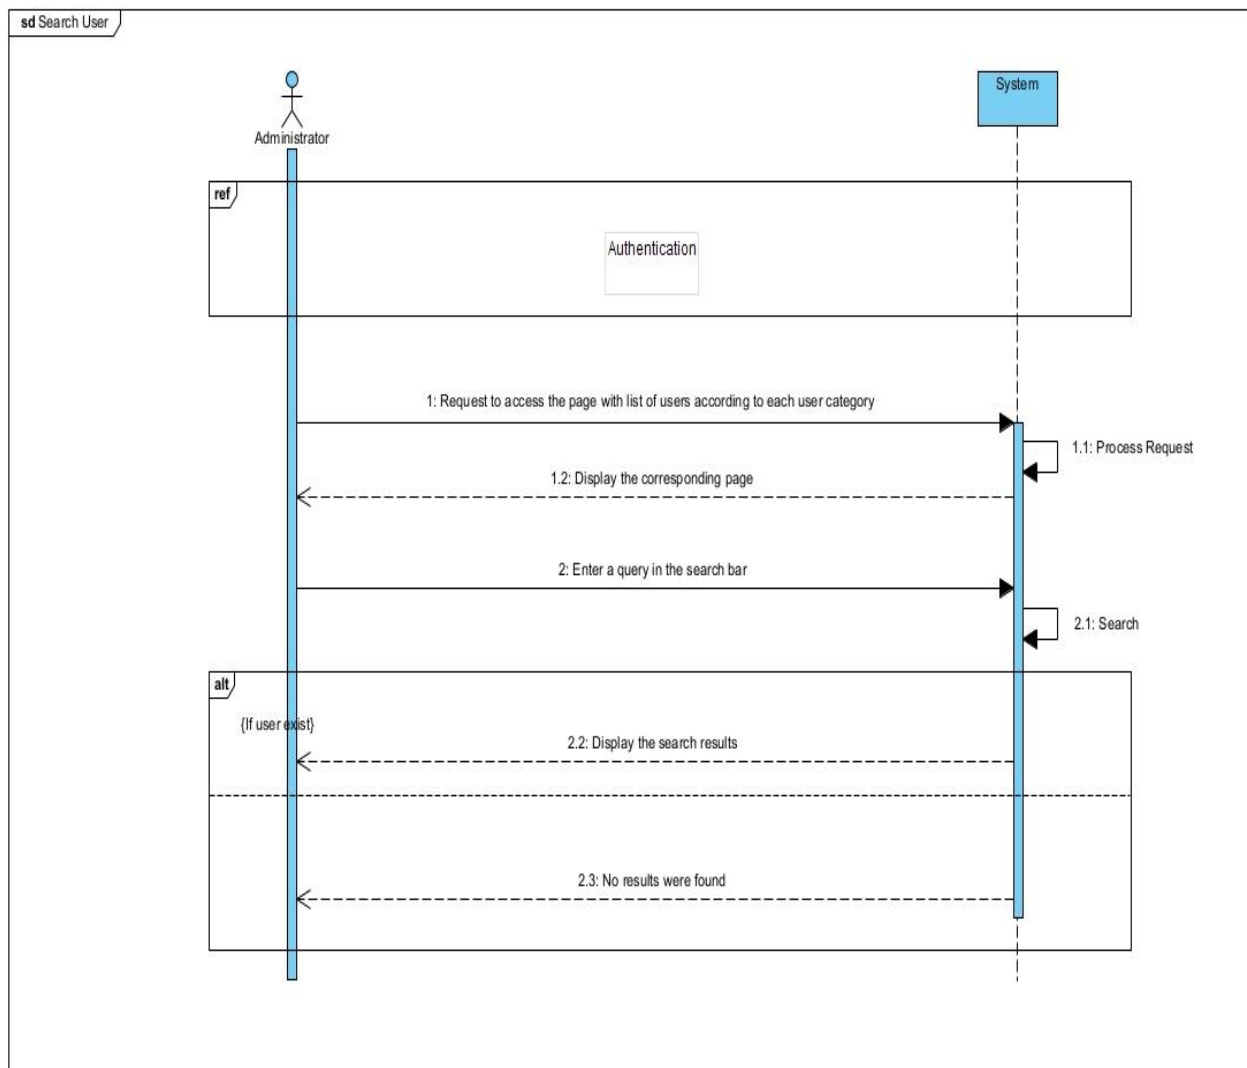 sd Search User
System
Administrator
ref
Authentication
1: Request to access the page with list of users according to each user category
1.1: Process Request
1.2: Display the corresponding page
2: Enter a query in the search bar
2.1: Search
alt
{If user exist}
2.2: Display the search results
2.3: No results were found